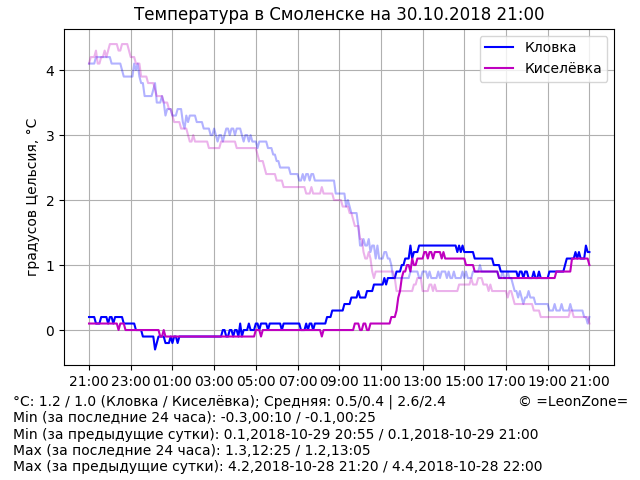 Температура в Смоленске на 30.10.2018 21:00
Кловка
Киселёвка
градусов Цельсия, °C
4
3
2
1
0
21:00 23:00 01:00 03:00 05:00 07:00 09:00 11:00 13:00 15:00 17:00 19:00 21:00
°C: 1.2 / 1.0 (Кловка / Киселёвка); Средняя: 0.5/0.4 | 2.6/2.4 © =LeonZone=
Min (за последние 24 часа): -0.3,00:10 / -0.1,00:25
Min (за предыдущие сутки): 0.1,2018-10-29 20:55 / 0.1,2018-10-29 21:00
Max (за последние 24 часа): 1.3,12:25 / 1.2,13:05
Max (за предыдущие сутки): 4.2,2018-10-28 21:20 / 4.4,2018-10-28 22:00